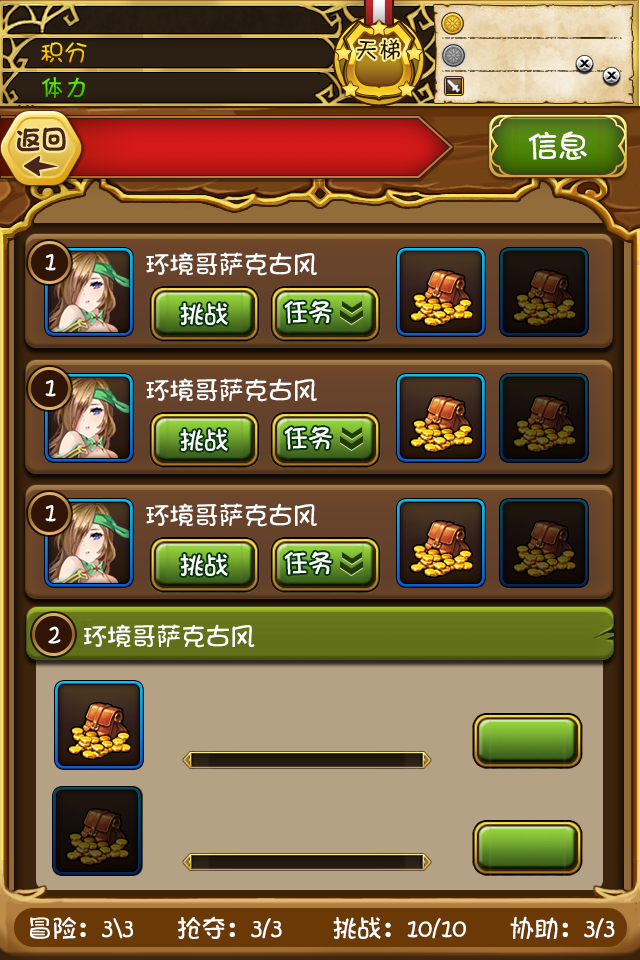 积分
天梯
体力
返回
信息
1
环境哥萨克古风
挑战
任务
1
环境哥萨克古风
挑战
任务
1
环境哥萨克古风
挑战
任务
2 环境哥萨克古风
冒险：3\3 抢夺：3/3 挑战：10/10 协助：3/3